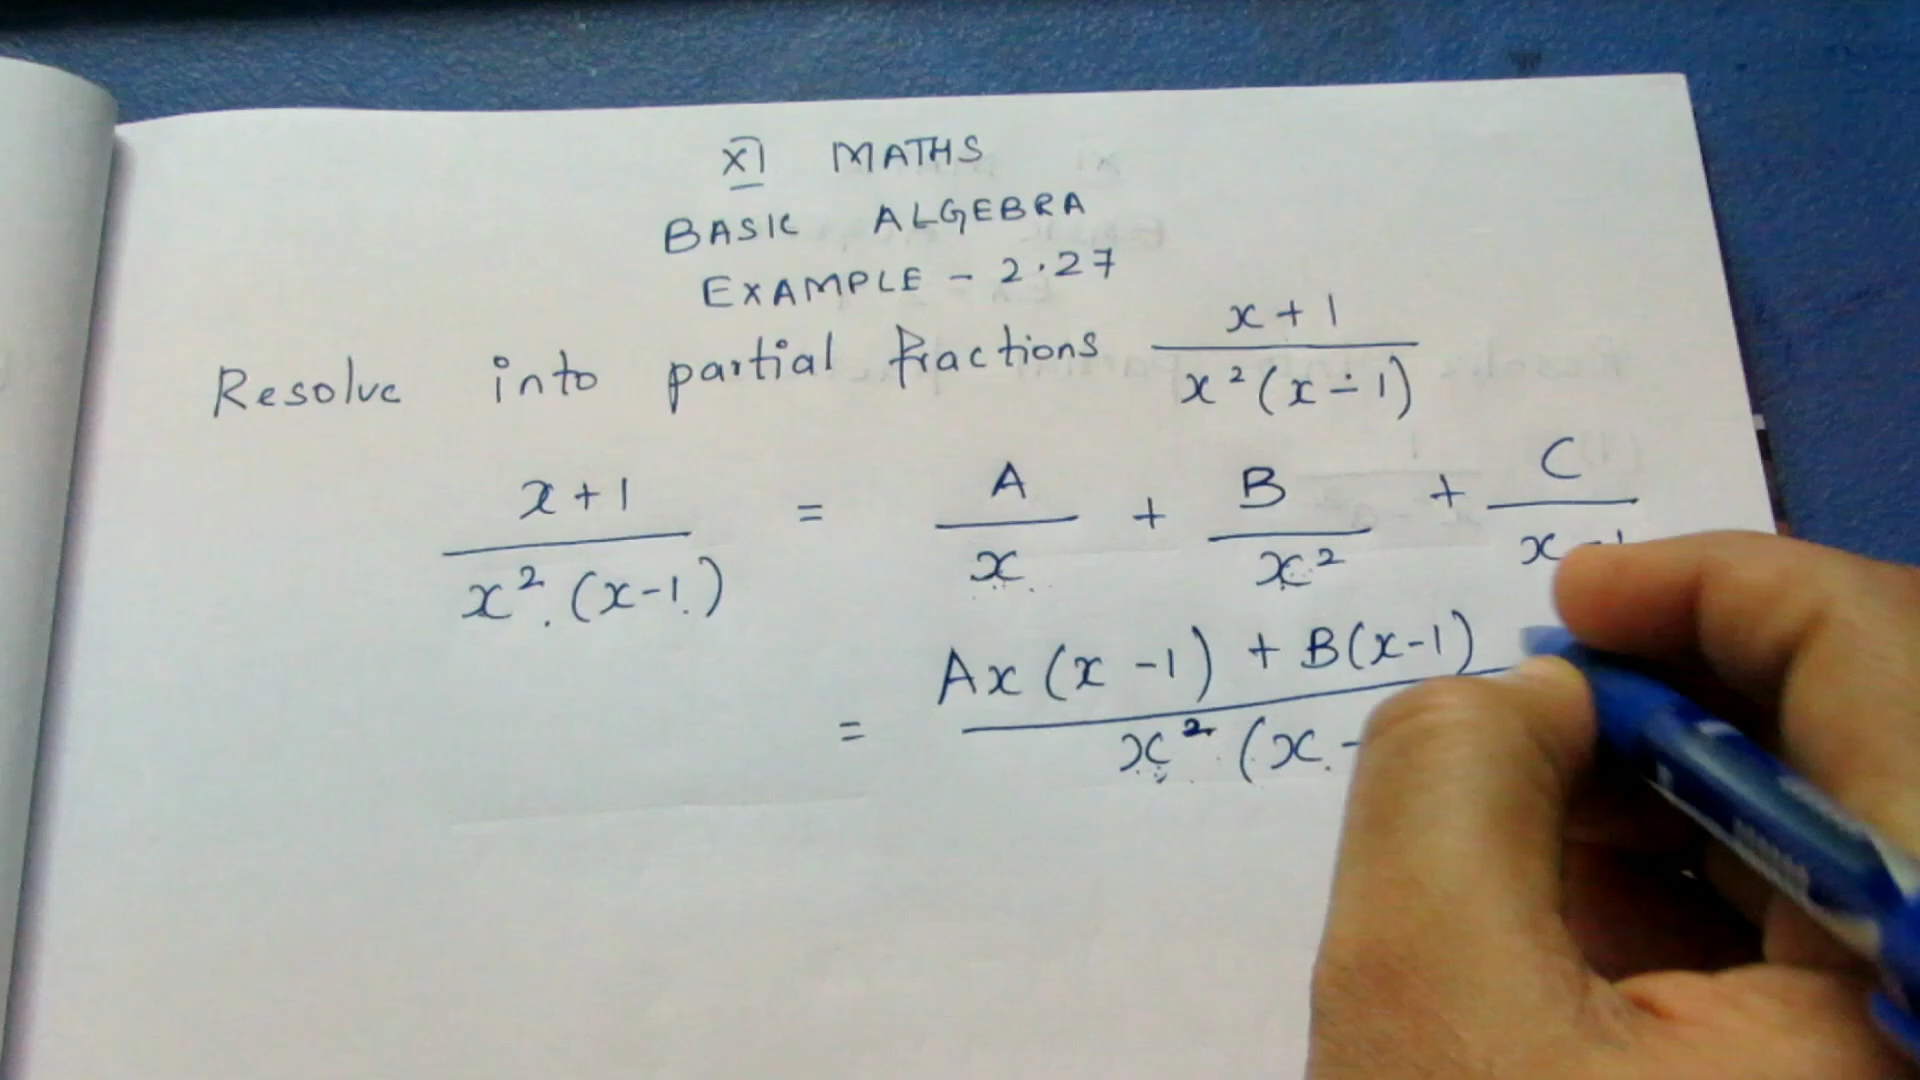 XI MATHS
BASIC ALGEBRA
EXAMPLE - 2.27
Resolve into partial fractions (x+1)/(x²(x-1))
(x+1)/(x²(x-1)) = A/x + B/x² + C/(x-1)
= Ax(x-1) + B(x-1) / x²(x-